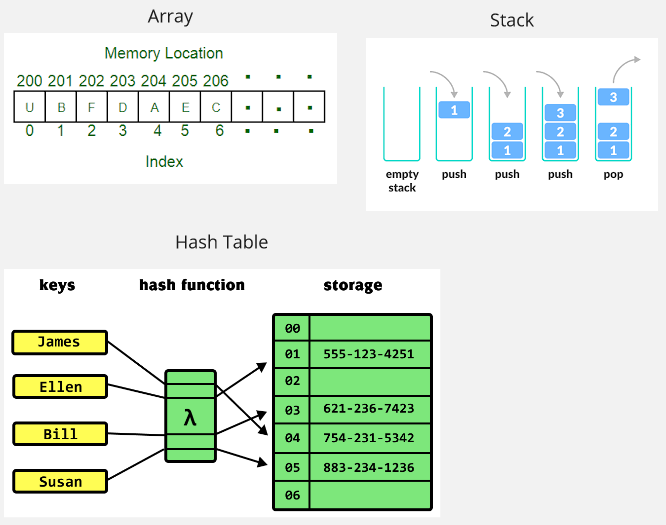 Array
Memory Location
200 201 202 203 204 205 206
U B F D A E C
0 1 2 3 4 5 6
Index
Stack
1
2
1
3
2
1
3
2
1
empty
stack
push
push
push
pop
Hash Table
keys
hash function
storage
James
Ellen
Bill
Susan
λ
00
01 555-123-4251
02
03 621-236-7423
04 754-231-5342
05 883-234-1236
06